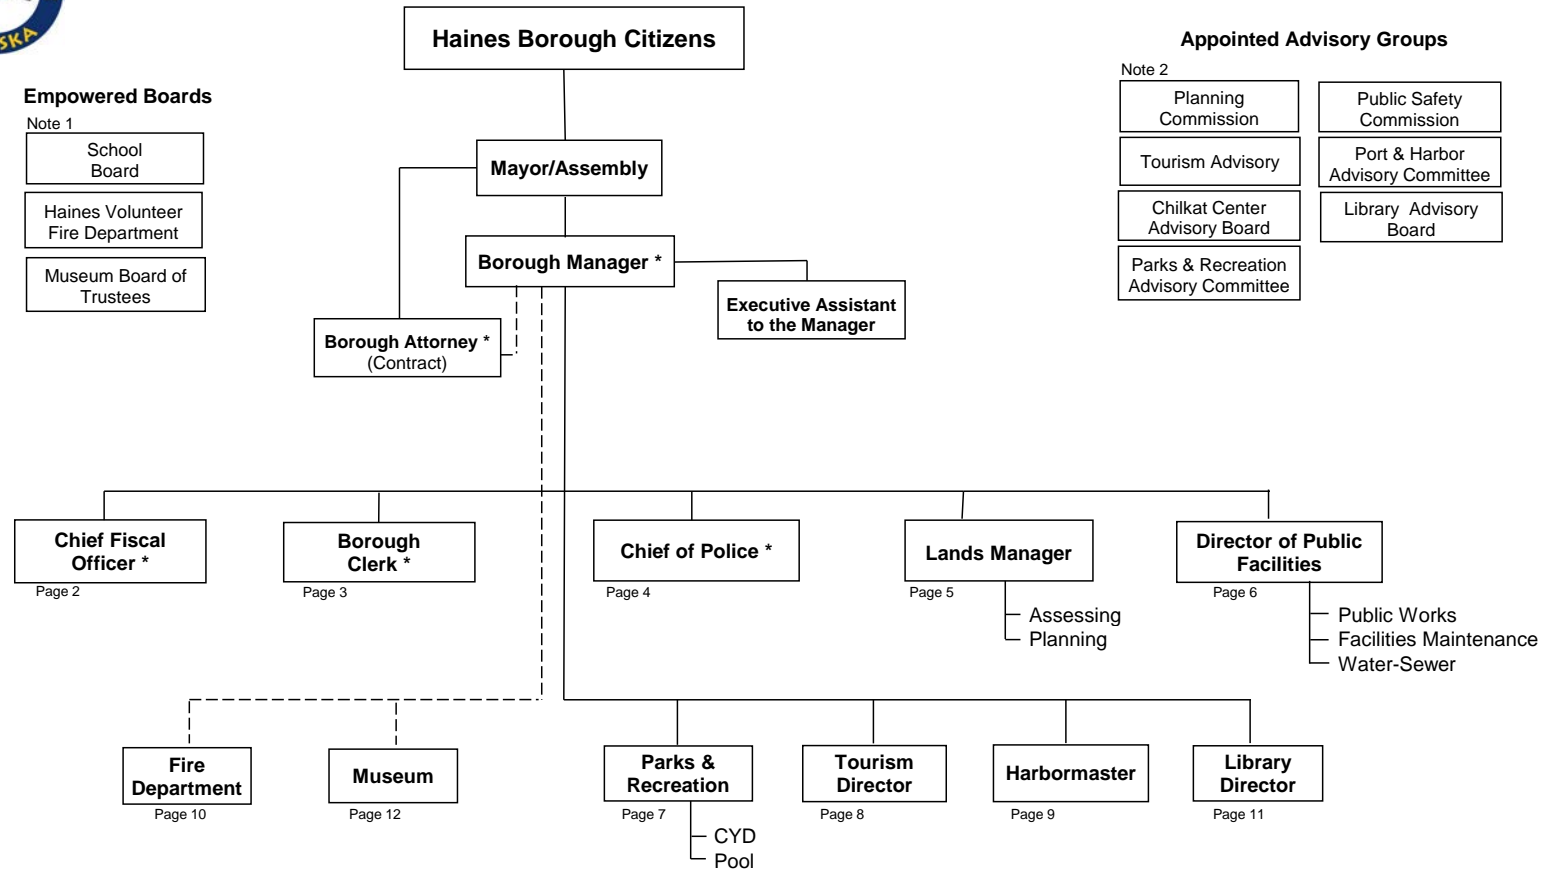 SKA
Haines Borough Citizens
Appointed Advisory Groups
Empowered Boards
Note 1
School
Board
Haines Volunteer
Fire Department
Museum Board of
Trustees
Note 2
Planning
Commission
Public Safety
Commission
Tourism Advisory
Port & Harbor
Advisory Committee
Chilkat Center
Advisory Board
Library Advisory
Board
Parks & Recreation
Advisory Committee
Mayor/Assembly
Borough Manager *
Executive Assistant
to the Manager
Borough Attorney *
(Contract)
Chief Fiscal
Officer *
Page 2
Borough
Clerk *
Page 3
Chief of Police *
Page 4
Lands Manager
Page 5
Assessing
Planning
Director of Public
Facilities
Page 6
Public Works
Facilities Maintenance
Water-Sewer
Fire
Department
Page 10
Museum
Page 12
Parks &
Recreation
Page 7
CYD
Pool
Tourism
Director
Page 8
Harbormaster
Page 9
Library
Director
Page 11